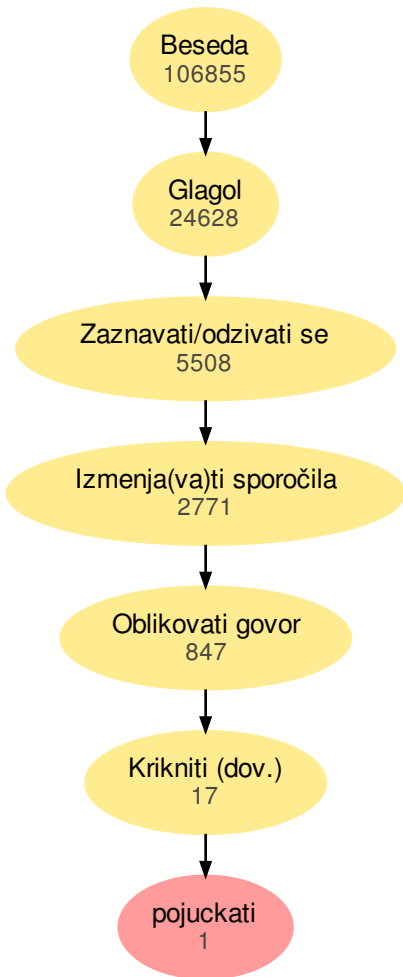 Beseda
106855
Glagol
24628
Zaznavati/odzivati se
5508
Izmenja(va)ti sporočila
2771
Oblikovati govor
847
Krikniti (dov.)
17
pojuckati
1